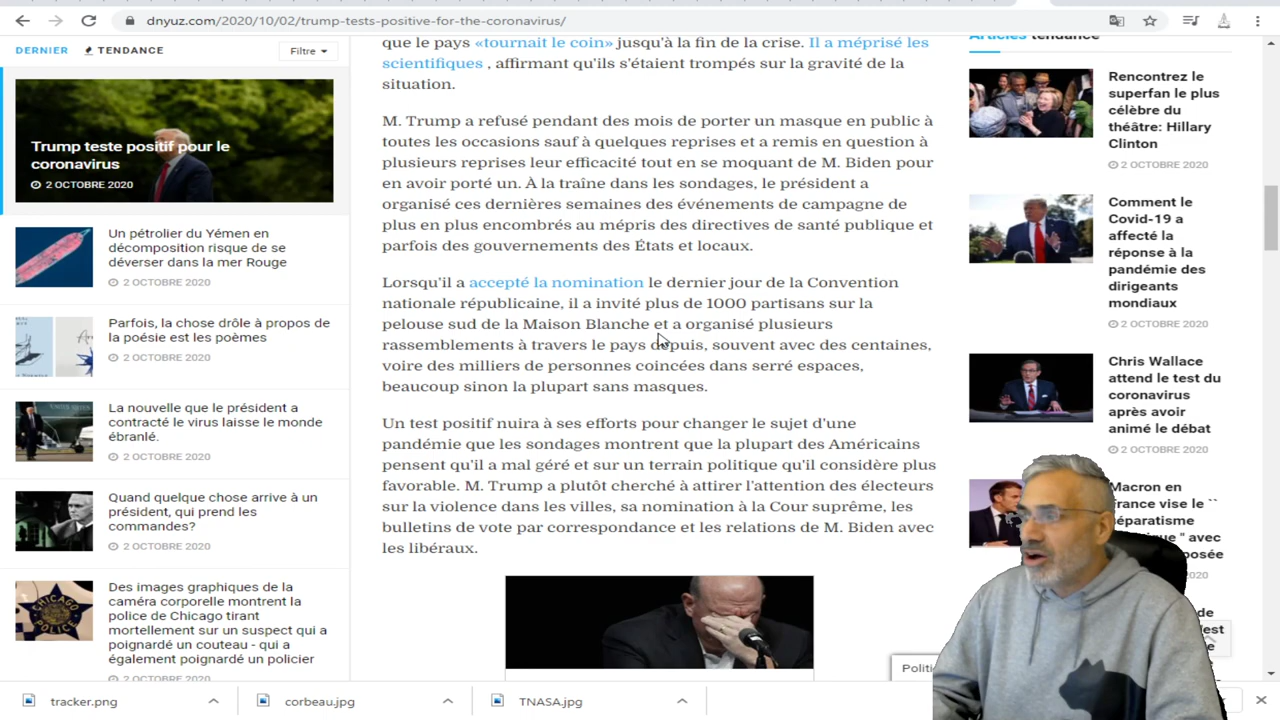 dnyuz.com/2020/10/02/trump-tests-positive-for-the-coronavirus/
DERNIER
TENDANCE
Filtre
Trump teste positif pour le
coronavirus
2 OCTOBRE 2020
Un pétrolier du Yémen en
décomposition risque de se
déverser dans la mer Rouge
2 OCTOBRE 2020
Parfois, la chose drôle à propos de
la poésie est les poèmes
2 OCTOBRE 2020
La nouvelle que le président a
contracté le virus laisse le monde
ébranlé.
2 OCTOBRE 2020
Quand quelque chose arrive à un
président, qui prend les
commandes?
2 OCTOBRE 2020
CHICAGO
POLICE
Des images graphiques de la
caméra corporelle montrent la
police de Chicago tirant
mortellement sur un suspect qui a
poignardé un couteau - qui a
également poignardé un policier
2 OCTOBRE 2020
que le pays «tournait le coin» jusqu'à la fin de la crise. Il a méprisé les
scientifiques , affirmant qu'ils s'étaient trompés sur la gravité de la
situation.
M. Trump a refusé pendant des mois de porter un masque en public à
toutes les occasions sauf à quelques reprises et a remis en question à
plusieurs reprises leur efficacité tout en se moquant de M. Biden pour
en avoir porté un. À la traîne dans les sondages, le président a
organisé ces dernières semaines des événements de campagne de
plus en plus encombrés au mépris des directives de santé publique et
parfois des gouvernements des États et locaux.
Lorsqu'il a accepté la nomination le dernier jour de la Convention
nationale républicaine, il a invité plus de 1000 partisans sur la
pelouse sud de la Maison Blanche et a organisé plusieurs
rassemblements à travers le pays depuis, souvent avec des centaines,
voire des milliers de personnes coincées dans serré espaces,
beaucoup sinon la plupart sans masques.
Un test positif nuira à ses efforts pour changer le sujet d'une
pandémie que les sondages montrent que la plupart des Américains
pensent qu'il a mal géré et sur un terrain politique qu'il considère plus
favorable. M. Trump a plutôt cherché à attirer l'attention des électeurs
sur la violence dans les villes, sa nomination à la Cour suprême, les
bulletins de vote par correspondance et les relations de M. Biden avec
les libéraux.
Articles tendance
Rencontrez le
superfan le plus
célèbre du
théâtre: Hillary
Clinton
2 OCTOBRE 2020
Comment le
Covid-19 a
affecté la
réponse à la
pandémie des
dirigeants
mondiaux
2 OCTOBRE 2020
Chris Wallace
attend le test du
coronavirus
après avoir
animé le débat
2 OCTOBRE 2020
Macron en
France vise le ``
séparatisme
" avec
Politi
tracker.png
corbeau.jpg
TNASA.jpg